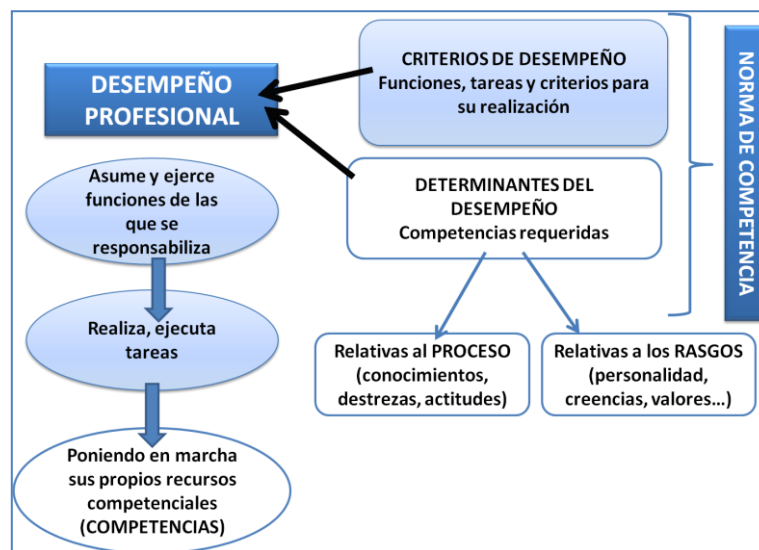 DESEMPEÑO
PROFESIONAL
Asume y ejerce
funciones de las
que se
responsabiliza
Realiza, ejecuta
tareas
Poniendo en marcha
sus propios recursos
competenciales
(COMPETENCIAS)
CRITERIOS DE DESEMPEÑO
Funciones, tareas y criterios para
su realización
DETERMINANTES DEL
DESEMPEÑO
Competencias requeridas
Relativas al PROCESO
(conocimientos,
destrezas, actitudes)
Relativas a los RASGOS
(personalidad,
creencias, valores...)
NORMA DE COMPETENCIA